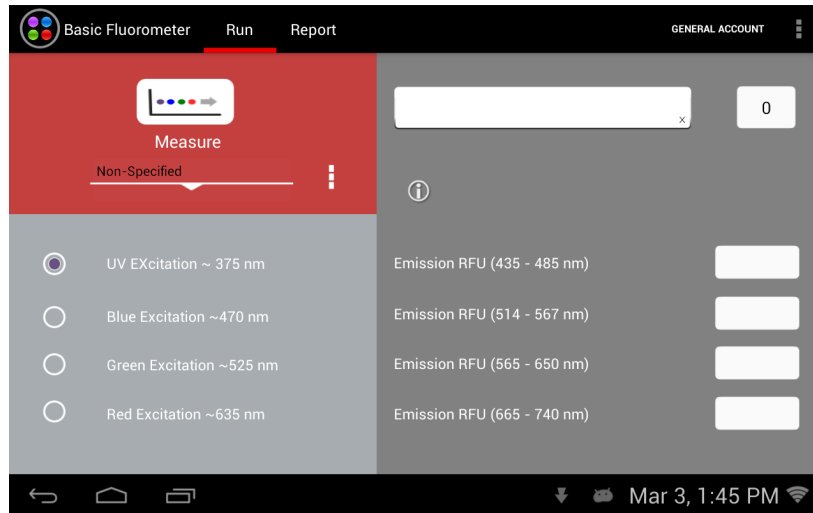 Basic Fluorometer Run Report GENERAL ACCOUNT
Measure
Non-Specified
x
0
UV EXcitation ~ 375 nm Emission RFU (435 - 485 nm)
Blue Excitation ~470 nm Emission RFU (514 - 567 nm)
Green Excitation ~525 nm Emission RFU (565 - 650 nm)
Red Excitation ~635 nm Emission RFU (665 - 740 nm)
Mar 3, 1:45 PM